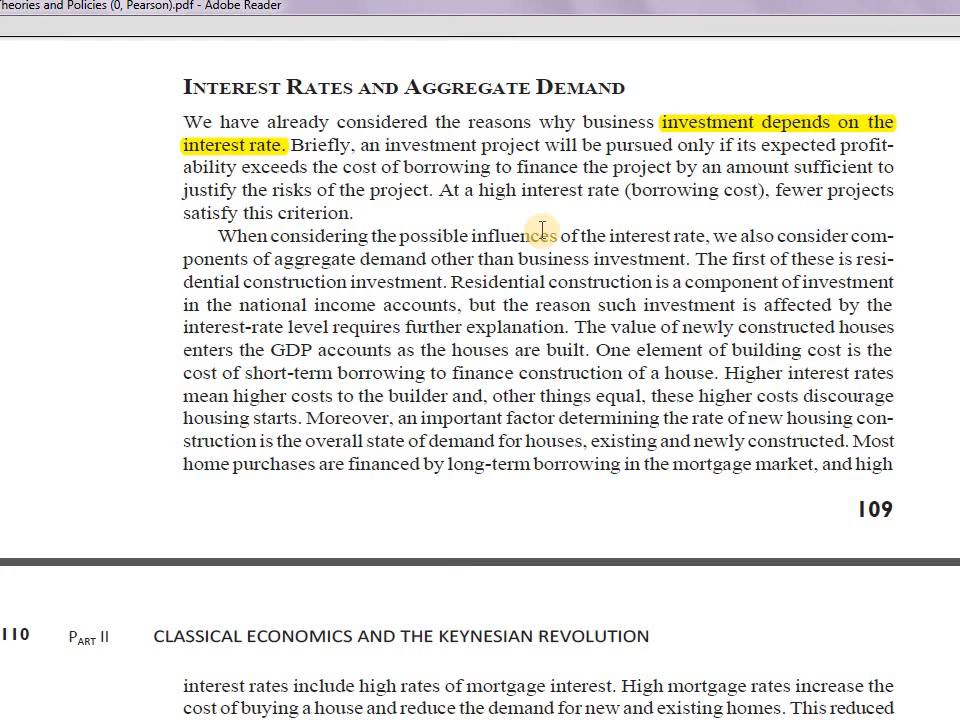 Theories and Policies (0, Pearson).pdf - Adobe Reader
INTEREST RATES AND AGGREGATE DEMAND
We have already considered the reasons why business investment depends on the
interest rate. Briefly, an investment project will be pursued only if its expected profit-
ability exceeds the cost of borrowing to finance the project by an amount sufficient to
justify the risks of the project. At a high interest rate (borrowing cost), fewer projects
satisfy this criterion.
When considering the possible influences of the interest rate, we also consider com-
ponents of aggregate demand other than business investment. The first of these is resi-
dential construction investment. Residential construction is a component of investment
in the national income accounts, but the reason such investment is affected by the
interest-rate level requires further explanation. The value of newly constructed houses
enters the GDP accounts as the houses are built. One element of building cost is the
cost of short-term borrowing to finance construction of a house. Higher interest rates
mean higher costs to the builder and, other things equal, these higher costs discourage
housing starts. Moreover, an important factor determining the rate of new housing con-
struction is the overall state of demand for houses, existing and newly constructed. Most
home purchases are financed by long-term borrowing in the mortgage market, and high
109
110 PART II CLASSICAL ECONOMICS AND THE KEYNESIAN REVOLUTION
interest rates include high rates of mortgage interest. High mortgage rates increase the
cost of buying a house and reduce the demand for new and existing homes. This reduced